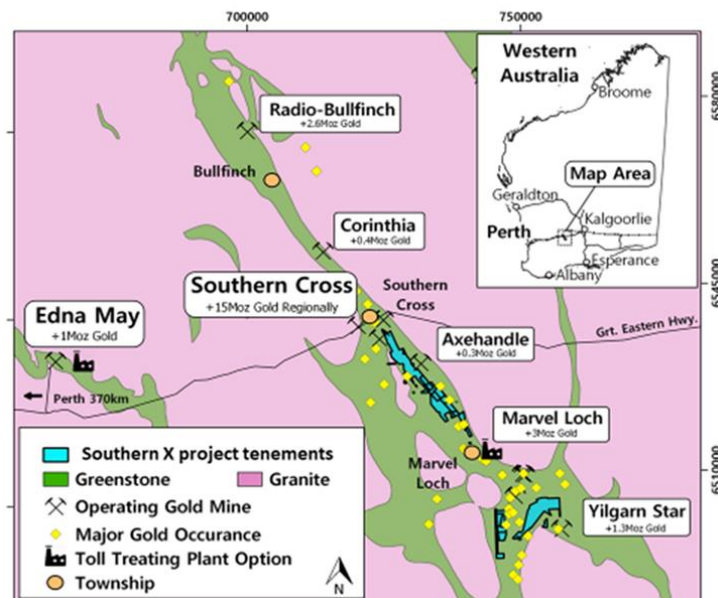 700000
750000
Western
Australia
Broome
Map Area
Geraldton
Kalgoorlie
Perth
Esperance
Albany
6580000
6545000
6510000
Radio-Bullfinch
+2.6Moz Gold
Bullfinch
Corinthia
+0.4Moz Gold
Southern Cross
+15Moz Gold Regionally
Southern
Cross
Edna May
+1Moz Gold
Grt. Eastern Hwy.
Axehandle
+0.3Moz Gold
Perth 370km
Marvel Loch
+3Moz Gold
Marvel
Loch
Yilgarn Star
+1.3Moz Gold
Southern X project tenements
Greenstone
Granite
Operating Gold Mine
Major Gold Occurance
Toll Treating Plant Option
Township
N